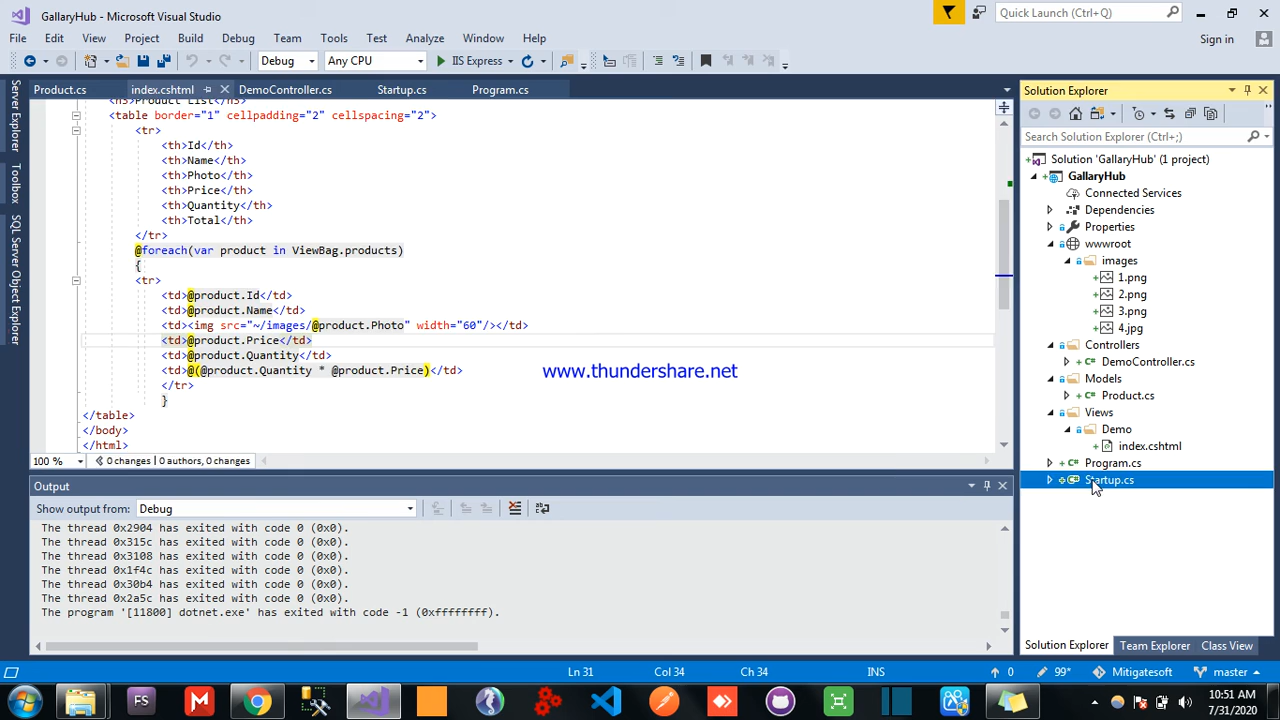 GallaryHub - Microsoft Visual Studio
Quick Launch (Ctrl+Q)
File Edit View Project Build Debug Team Tools Test Analyze Window Help
Sign in
Debug Any CPU IIS Express
Product.cs index.cshtml DemoController.cs Startup.cs Program.cs
Server Explorer
Toolbox
SQL Server Object Explorer
<h3>Product List</h3>
<table border="1" cellpadding="2" cellspacing="2">
<tr>
<th>Id</th>
<th>Name</th>
<th>Photo</th>
<th>Price</th>
<th>Quantity</th>
<th>Total</th>
</tr>
@foreach(var product in ViewBag.products)
{
<tr>
<td>@product.Id</td>
<td>@product.Name</td>
<td><img src="~/images/@product.Photo" width="60"/></td>
<td>@product.Price</td>
<td>@product.Quantity</td>
<td>@(@product.Quantity * @product.Price)</td>
</tr>
}
</table>
</body>
</html>
www.thundershare.net
100 % 0 changes | 0 authors, 0 changes
Output
Show output from: Debug
The thread 0x2904 has exited with code 0 (0x0).
The thread 0x315c has exited with code 0 (0x0).
The thread 0x3108 has exited with code 0 (0x0).
The thread 0x1f4c has exited with code 0 (0x0).
The thread 0x30b4 has exited with code 0 (0x0).
The thread 0x2a5c has exited with code 0 (0x0).
The program '[11800] dotnet.exe' has exited with code -1 (0xffffffff).
Solution Explorer
Search Solution Explorer (Ctrl+;)
Solution 'GallaryHub' (1 project)
GallaryHub
Connected Services
Dependencies
Properties
wwwroot
images
1.png
2.png
3.png
4.jpg
Controllers
DemoController.cs
Models
Product.cs
Views
Demo
index.cshtml
Program.cs
Startup.cs
Solution Explorer Team Explorer Class View
Ln 31 Col 34 Ch 34 INS 0 99* Mitigatesoft master
FS
10:51 AM
7/31/2020